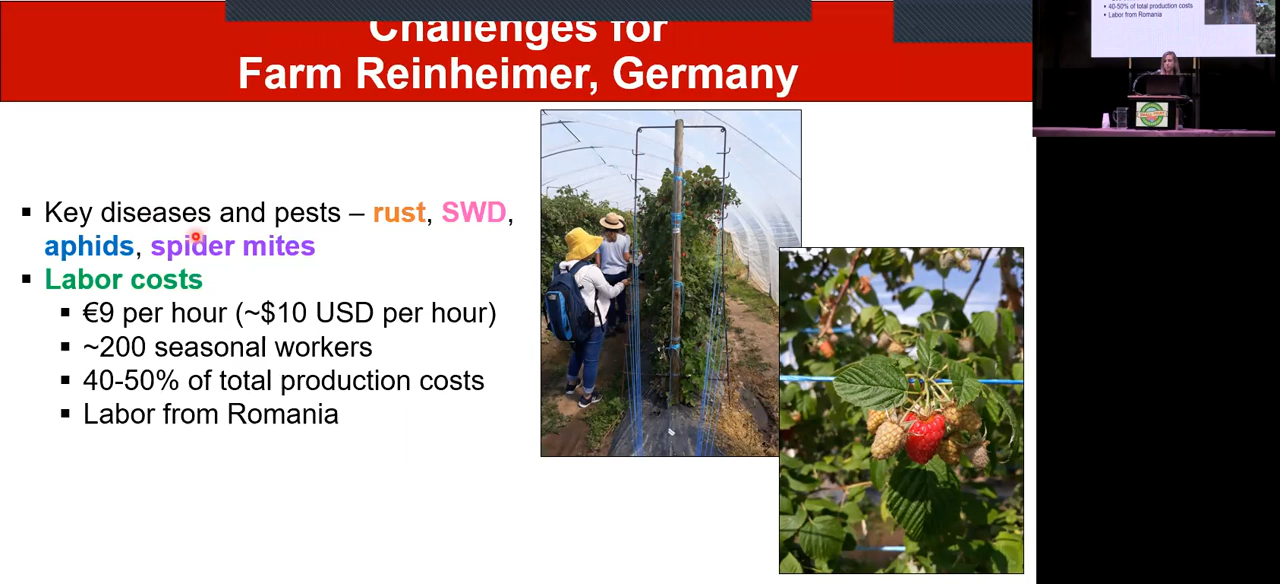 Challenges for
Farm Reinheimer, Germany
▪ Key diseases and pests – rust, SWD,
aphids, spider mites
▪ Labor costs
▪ €9 per hour (~$10 USD per hour)
▪ ~200 seasonal workers
▪ 40-50% of total production costs
▪ Labor from Romania
40-50% of total production costs
Labor from Romania